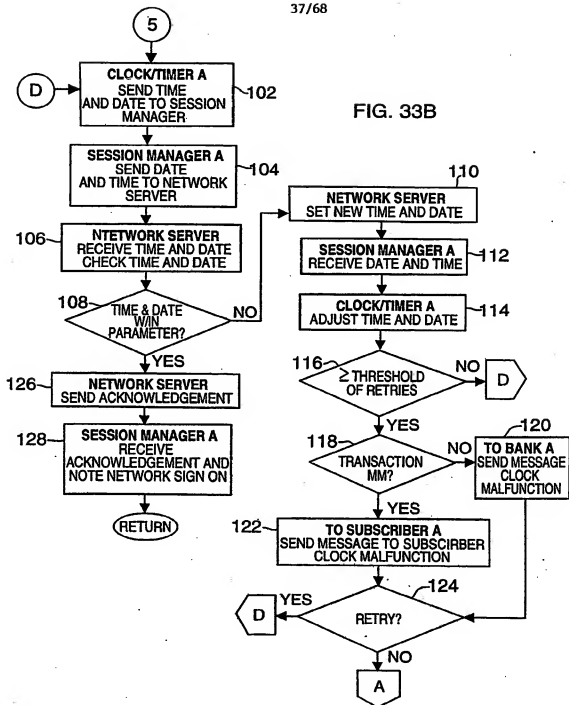 37/68
5
D
CLOCK/TIMER A
SEND TIME
AND DATE TO SESSION
MANAGER
102
FIG. 33B
SESSION MANAGER A
SEND DATE
AND TIME TO NETWORK
SERVER
104
106
NTETWORK SERVER
RECEIVE TIME AND DATE
CHECK TIME AND DATE
108
TIME & DATE
W/IN
PARAMETER?
NO
YES
126
NETWORK SERVER
SEND ACKNOWLEDGEMENT
128
SESSION MANAGER A
RECEIVE
ACKNOWLEDGEMENT AND
NOTE NETWORK SIGN ON
RETURN
110
NETWORK SERVER
SET NEW TIME AND DATE
SESSION MANAGER A
RECEIVE DATE AND TIME
112
CLOCK/TIMER A
ADJUST TIME AND DATE
114
116
≥ THRESHOLD
OF RETRIES
NO
D
YES
118
TRANSACTION
MM?
NO
120
TO BANK A
SEND MESSAGE
CLOCK
MALFUNCTION
YES
122
TO SUBSCRIBER A
SEND MESSAGE TO SUBSCIRBER
CLOCK MALFUNCTION
124
RETRY?
YES
D
NO
A